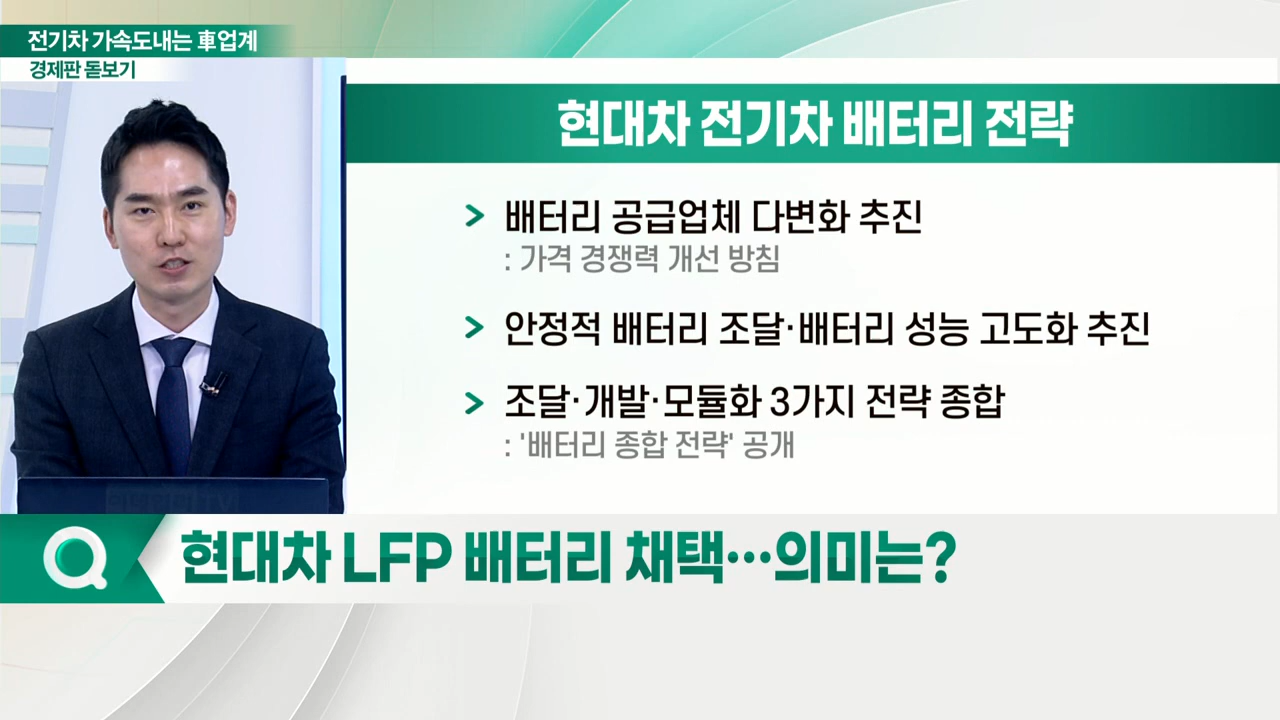 전기차 가속도내는 車업계
경제판 돋보기
현대차 전기차 배터리 전략
> 배터리 공급업체 다변화 추진
: 가격 경쟁력 개선 방침
> 안정적 배터리 조달·배터리 성능 고도화 추진
> 조달·개발·모듈화 3가지 전략 종합
: '배터리 종합 전략' 공개
현대차 LFP 배터리 채택…의미는?